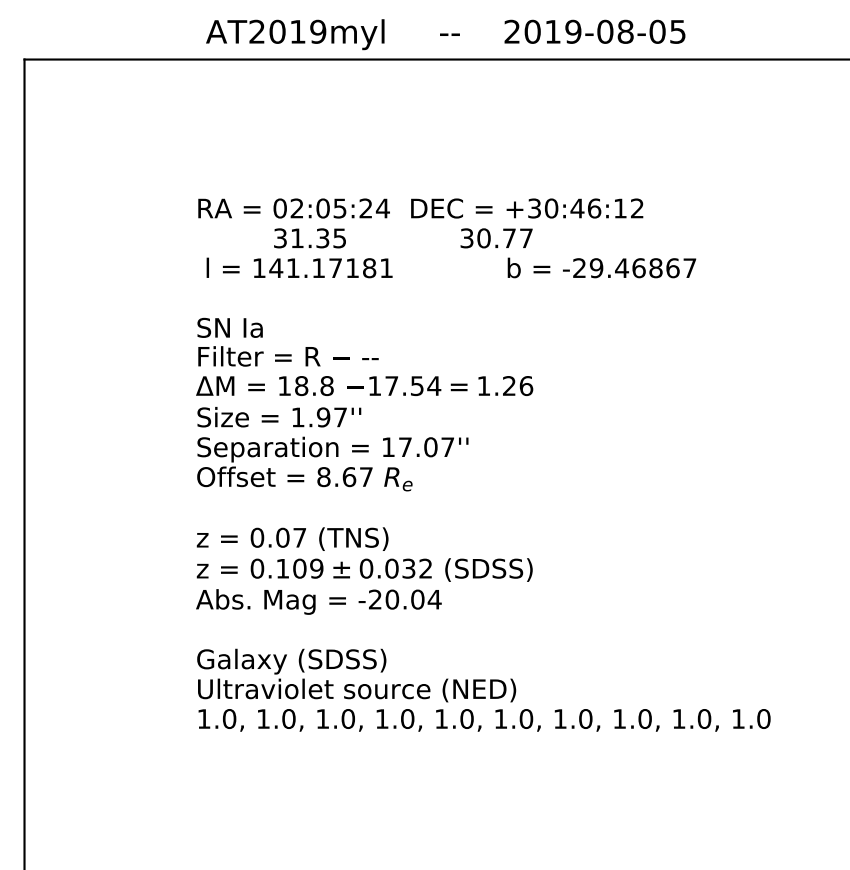 AT2019myl -- 2019-08-05
RA = 02:05:24 DEC = +30:46:12
31.35 30.77
l = 141.17181 b = -29.46867
SN Ia
Filter = R − --
ΔM = 18.8 −17.54 = 1.26
Size = 1.97''
Separation = 17.07''
Offset = 8.67 Rₑ
z = 0.07 (TNS)
z = 0.109 ± 0.032 (SDSS)
Abs. Mag = -20.04
Galaxy (SDSS)
Ultraviolet source (NED)
1.0, 1.0, 1.0, 1.0, 1.0, 1.0, 1.0, 1.0, 1.0, 1.0